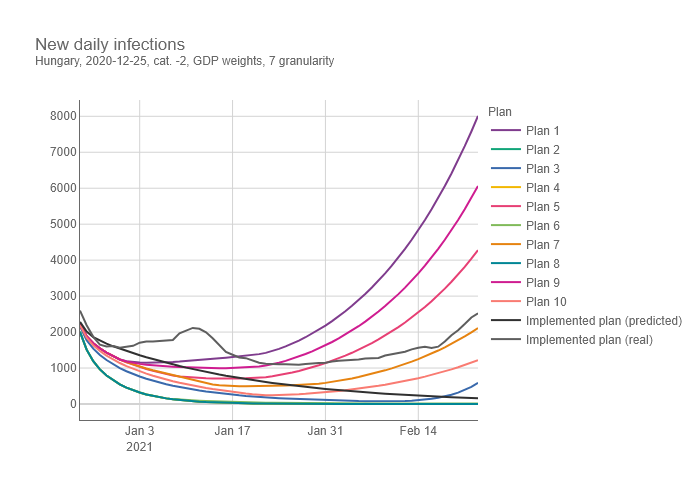 New daily infections
Hungary, 2020-12-25, cat. -2, GDP weights, 7 granularity
8000
7000
6000
5000
4000
3000
2000
1000
0
Jan 3
2021
Jan 17
Jan 31
Feb 14
Plan
Plan 1
Plan 2
Plan 3
Plan 4
Plan 5
Plan 6
Plan 7
Plan 8
Plan 9
Plan 10
Implemented plan (predicted)
Implemented plan (real)